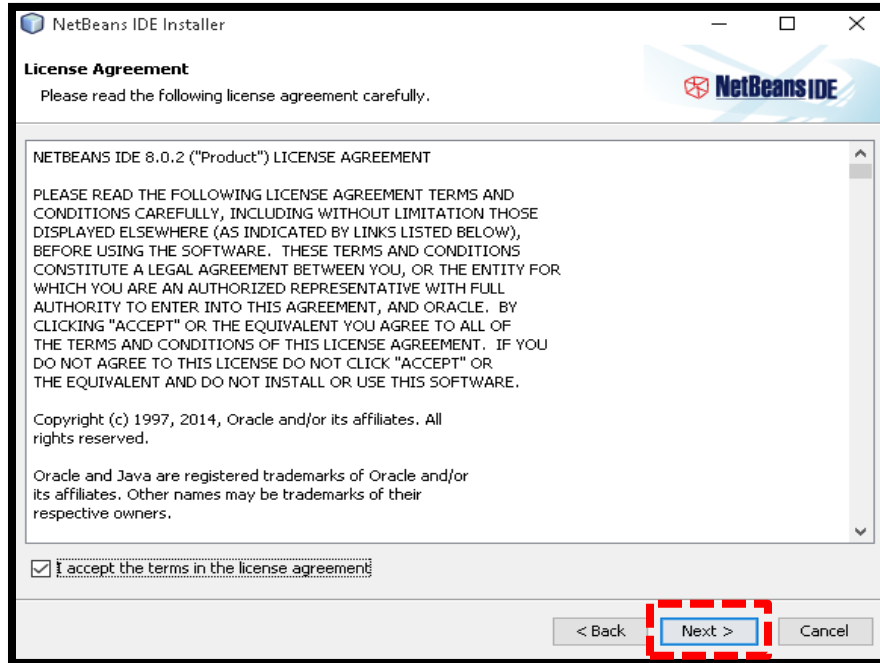 NetBeans IDE Installer
License Agreement
Please read the following license agreement carefully.
NetBeans IDE
NETBEANS IDE 8.0.2 ("Product") LICENSE AGREEMENT
PLEASE READ THE FOLLOWING LICENSE AGREEMENT TERMS AND
CONDITIONS CAREFULLY, INCLUDING WITHOUT LIMITATION THOSE
DISPLAYED ELSEWHERE (AS INDICATED BY LINKS LISTED BELOW),
BEFORE USING THE SOFTWARE.  THESE TERMS AND CONDITIONS
CONSTITUTE A LEGAL AGREEMENT BETWEEN YOU, OR THE ENTITY FOR
WHICH YOU ARE AN AUTHORIZED REPRESENTATIVE WITH FULL
AUTHORITY TO ENTER INTO THIS AGREEMENT, AND ORACLE.  BY
CLICKING "ACCEPT" OR THE EQUIVALENT YOU AGREE TO ALL OF
THE TERMS AND CONDITIONS OF THIS LICENSE AGREEMENT.  IF YOU
DO NOT AGREE TO THIS LICENSE DO NOT CLICK "ACCEPT" OR
THE EQUIVALENT AND DO NOT INSTALL OR USE THIS SOFTWARE.
Copyright (c) 1997, 2014, Oracle and/or its affiliates. All
rights reserved.
Oracle and Java are registered trademarks of Oracle and/or
its affiliates. Other names may be trademarks of their
respective owners.
I accept the terms in the license agreement
< Back
Next >
Cancel